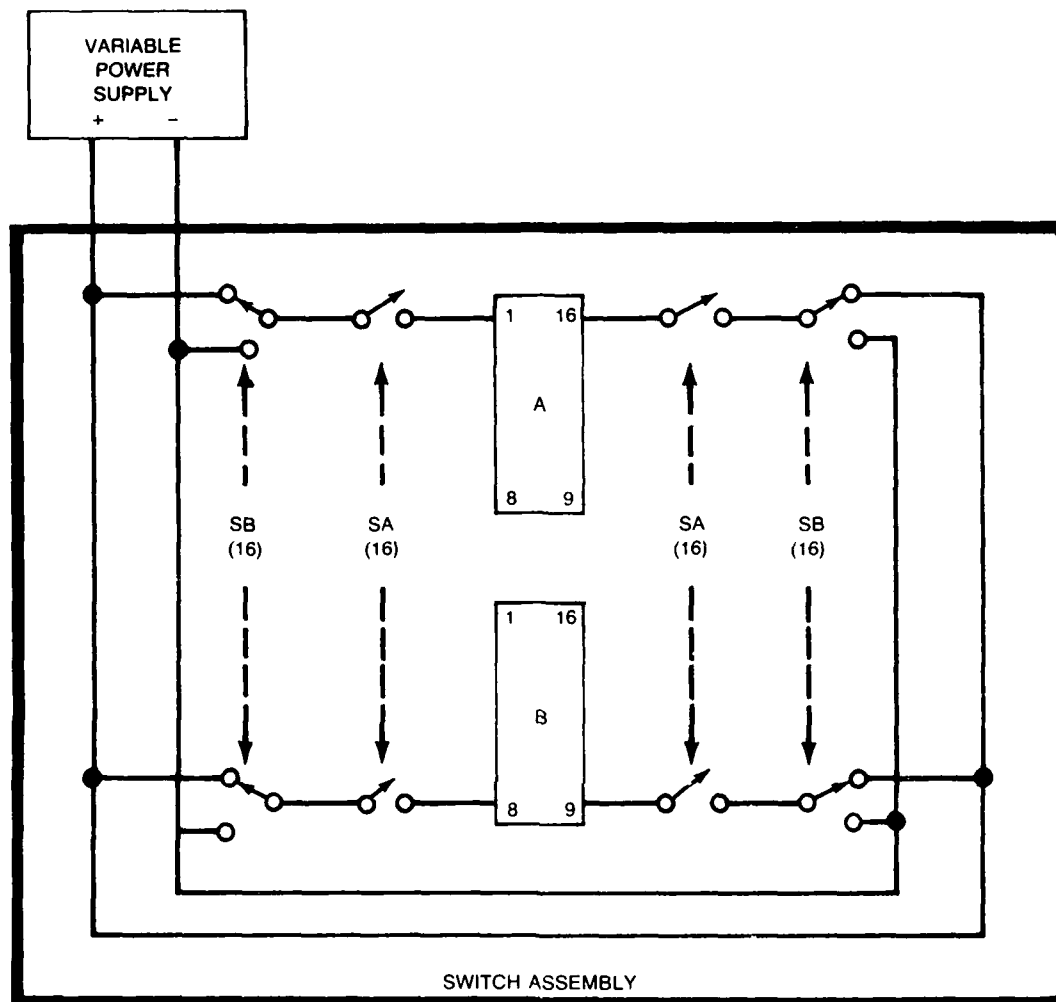 VARIABLE
POWER
SUPPLY
+ −
1 16
A
8 9
SB
(16)
SA
(16)
SA
(16)
SB
(16)
1 16
B
8 9
SWITCH ASSEMBLY